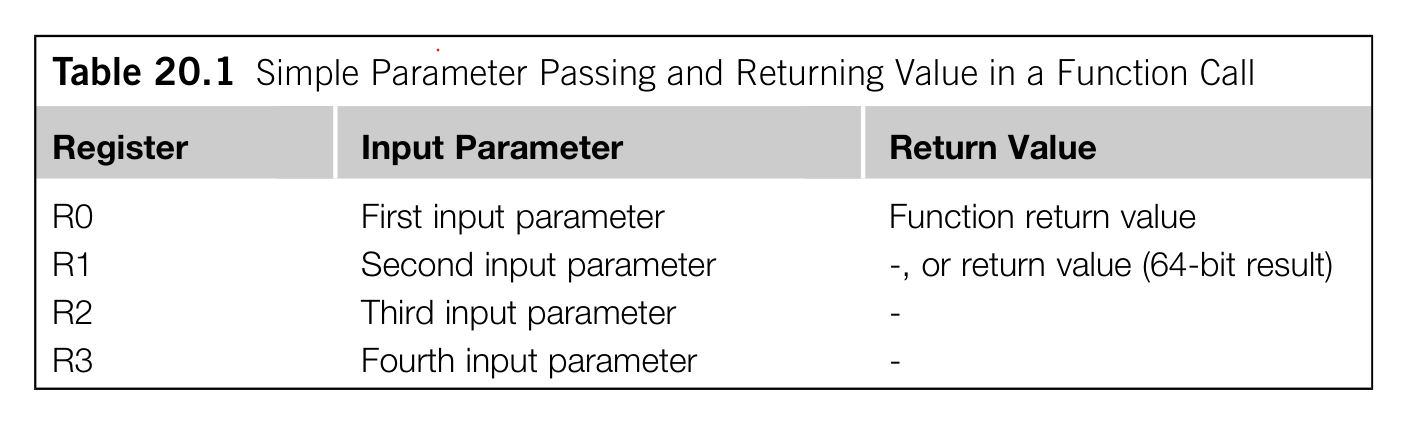 Table 20.1 Simple Parameter Passing and Returning Value in a Function Call
Register Input Parameter Return Value
R0 First input parameter Function return value
R1 Second input parameter -, or return value (64-bit result)
R2 Third input parameter -
R3 Fourth input parameter -